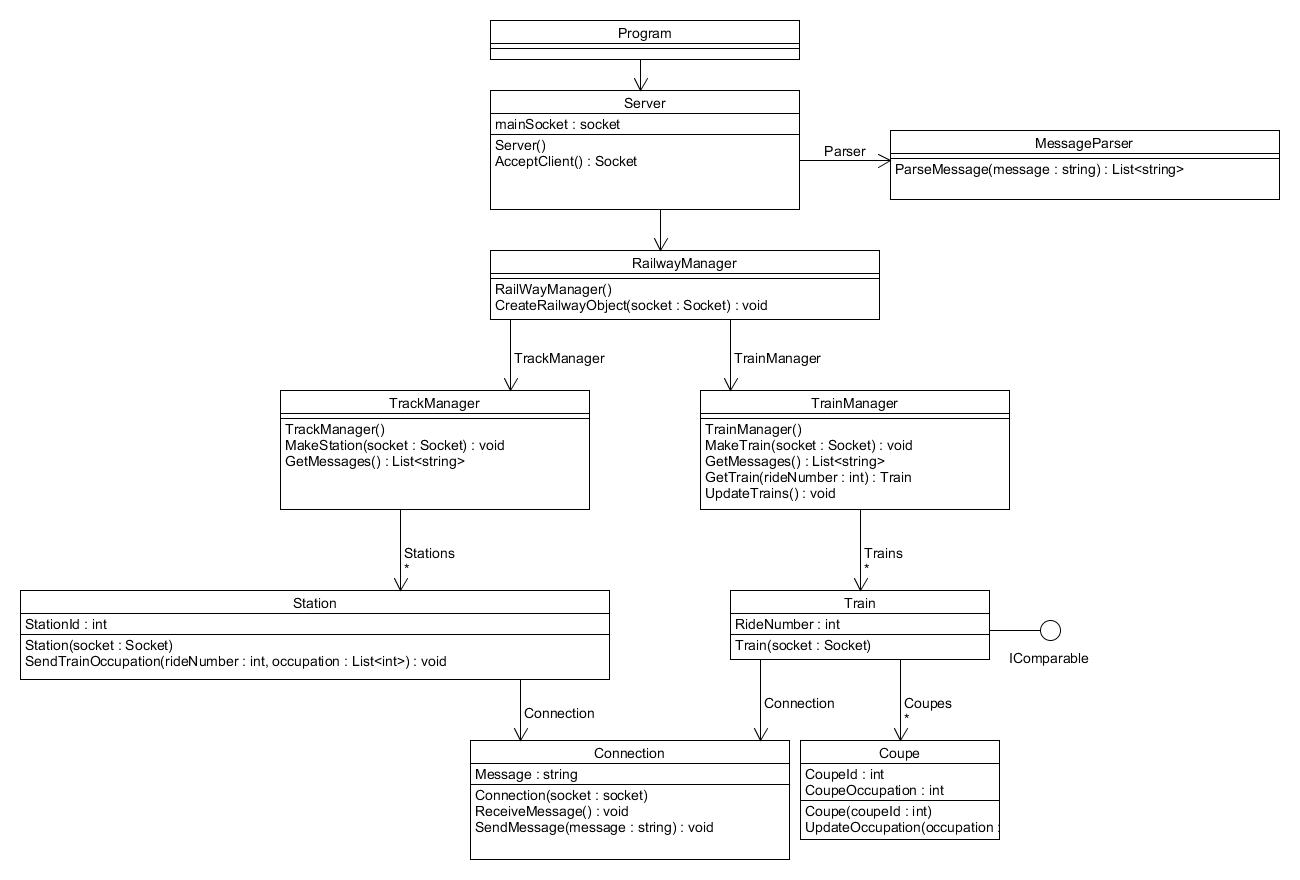 Program
Server
mainSocket : socket
Server()
AcceptClient() : Socket
Parser
MessageParser
ParseMessage(message : string) : List<string>
RailwayManager
RailWayManager()
CreateRailwayObject(socket : Socket) : void
TrackManager
TrainManager
TrackManager
TrackManager()
MakeStation(socket : Socket) : void
GetMessages() : List<string>
TrainManager
TrainManager()
MakeTrain(socket : Socket) : void
GetMessages() : List<string>
GetTrain(rideNumber : int) : Train
UpdateTrains() : void
Stations
*
Trains
*
Station
StationId : int
Station(socket : Socket)
SendTrainOccupation(rideNumber : int, occupation : List<int>) : void
Train
RideNumber : int
Train(socket : Socket)
IComparable
Connection
Connection
Coupes
*
Connection
Message : string
Connection(socket : socket)
ReceiveMessage() : void
SendMessage(message : string) : void
Coupe
CoupeId : int
CoupeOccupation : int
Coupe(coupeId : int)
UpdateOccupation(occupation :